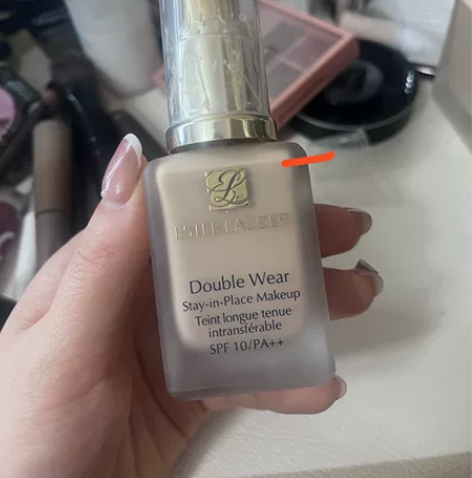 ESTEE LAUDER
Double Wear
Stay-in-Place Makeup
Teint longue tenue
intransférable
SPF 10/PA++